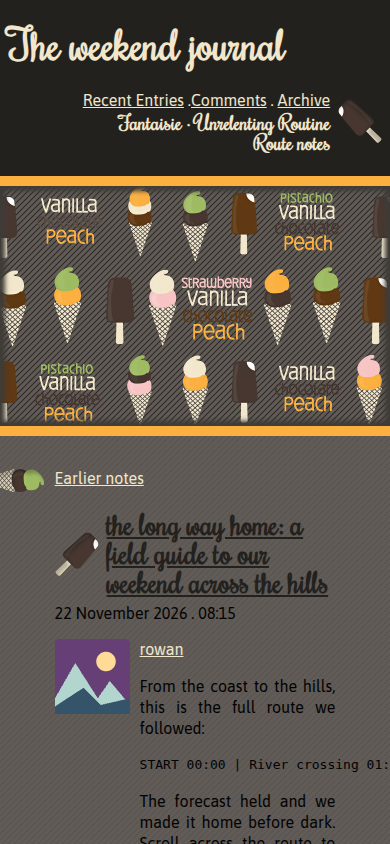 The weekend journal
Recent Entries . Comments . Archive
Fantaisie · Unrelenting Routine
Route notes
Vanilla
Peach
Pistachio
Vanilla
chocolate
Peach
Strawberry
Vanilla
chocolate
Peach
Pistachio
Vanilla
chocolate
Peach
Vanilla
chocolate
Peach
Earlier notes
the long way home: a
field guide to our
weekend across the hills
22 November 2026 . 08:15
rowan
From the coast to the hills,
this is the full route we
followed:
START 00:00 | River crossing 01:
The forecast held and we
made it home before dark.
Scroll across the route to